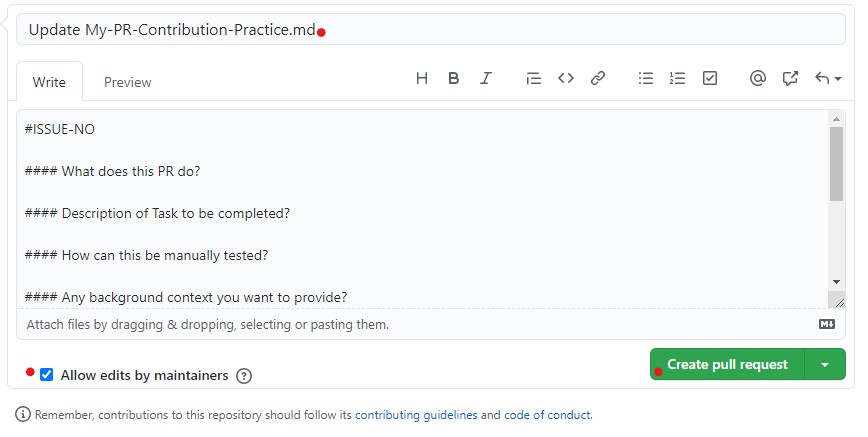 Update My-PR-Contribution-Practice.md
Write Preview H B I @
#ISSUE-NO
#### What does this PR do?
#### Description of Task to be completed?
#### How can this be manually tested?
#### Any background context you want to provide?
Attach files by dragging & dropping, selecting or pasting them.
Allow edits by maintainers ?
Create pull request
Remember, contributions to this repository should follow its contributing guidelines and code of conduct.